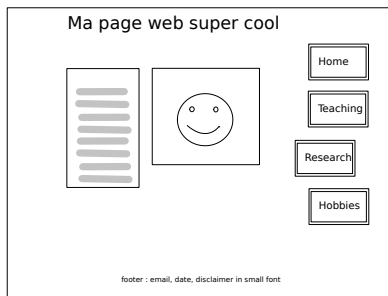 Ma page web super cool
Home
Teaching
Research
Hobbies
footer : email, date, disclaimer in small font